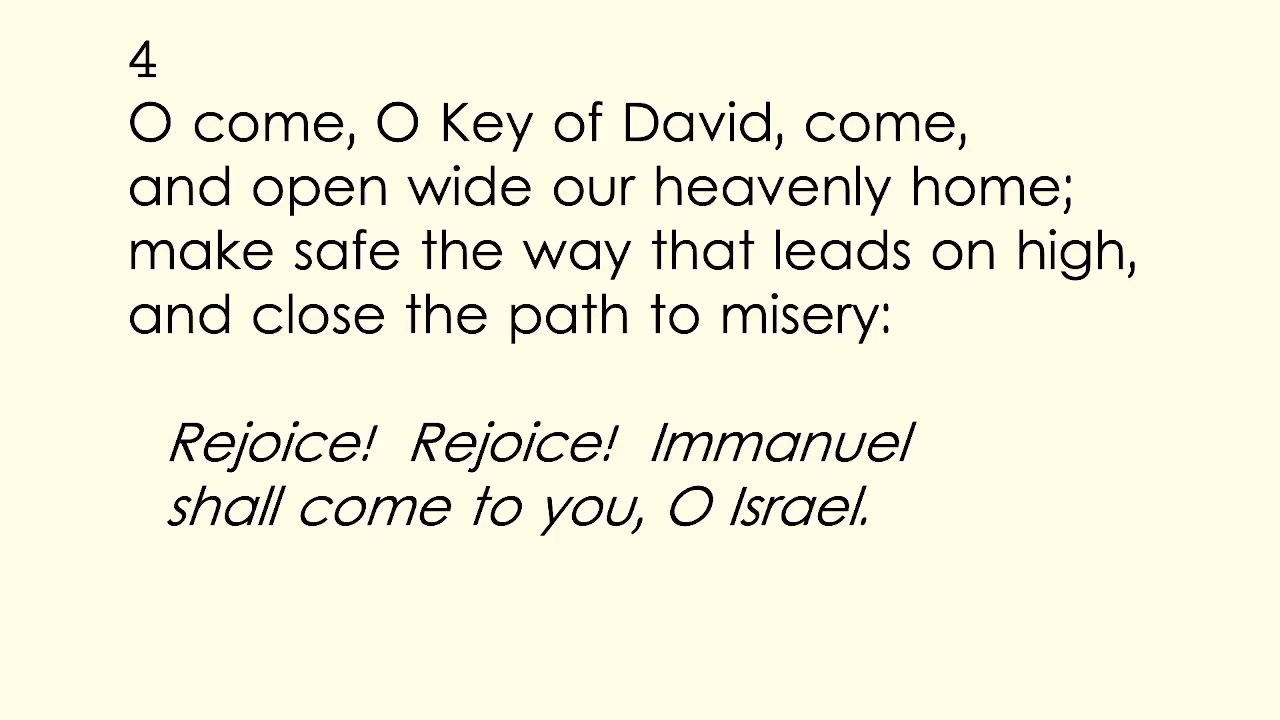 4
O come, O Key of David, come,
and open wide our heavenly home;
make safe the way that leads on high,
and close the path to misery:
Rejoice!  Rejoice!  Immanuel
shall come to you, O Israel.